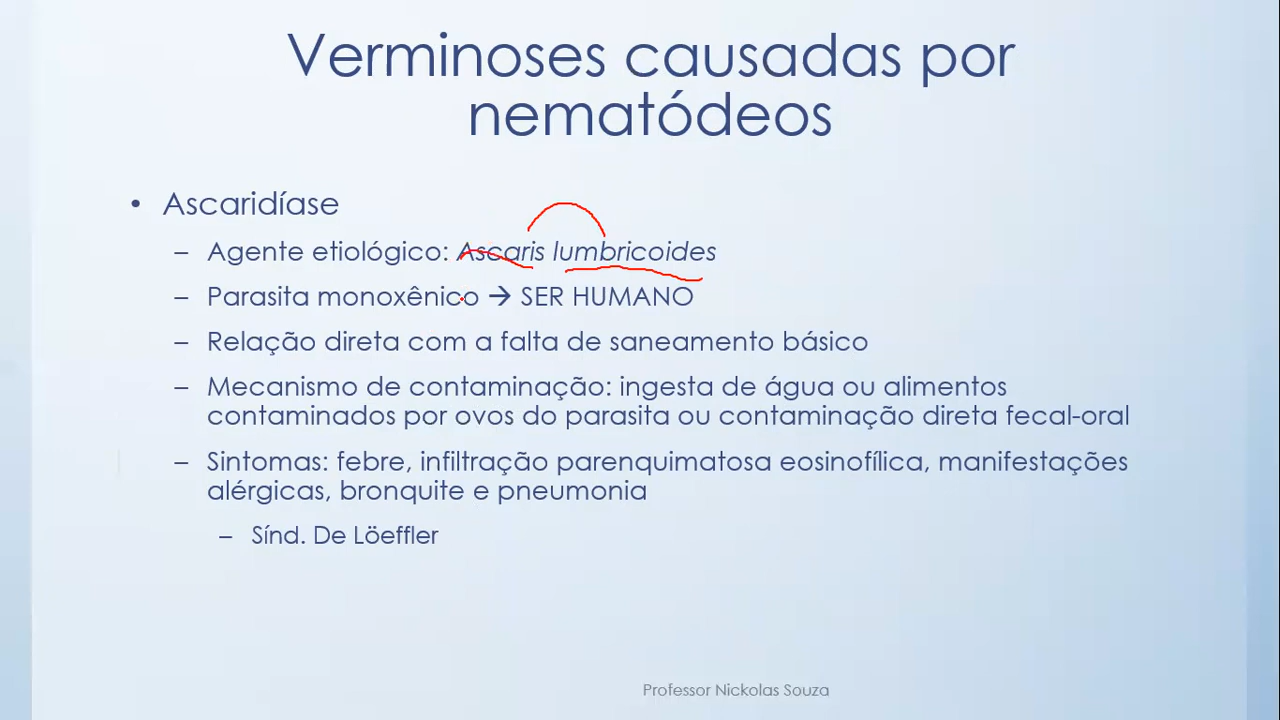 Verminoses causadas por
nematódeos
• Ascaridíase
– Agente etiológico: Ascaris lumbricoides
– Parasita monoxênico → SER HUMANO
– Relação direta com a falta de saneamento básico
– Mecanismo de contaminação: ingesta de água ou alimentos
contaminados por ovos do parasita ou contaminação direta fecal-oral
– Sintomas: febre, infiltração parenquimatosa eosinofílica, manifestações
alérgicas, bronquite e pneumonia
– Sínd. De Löeffler
Professor Nickolas Souza